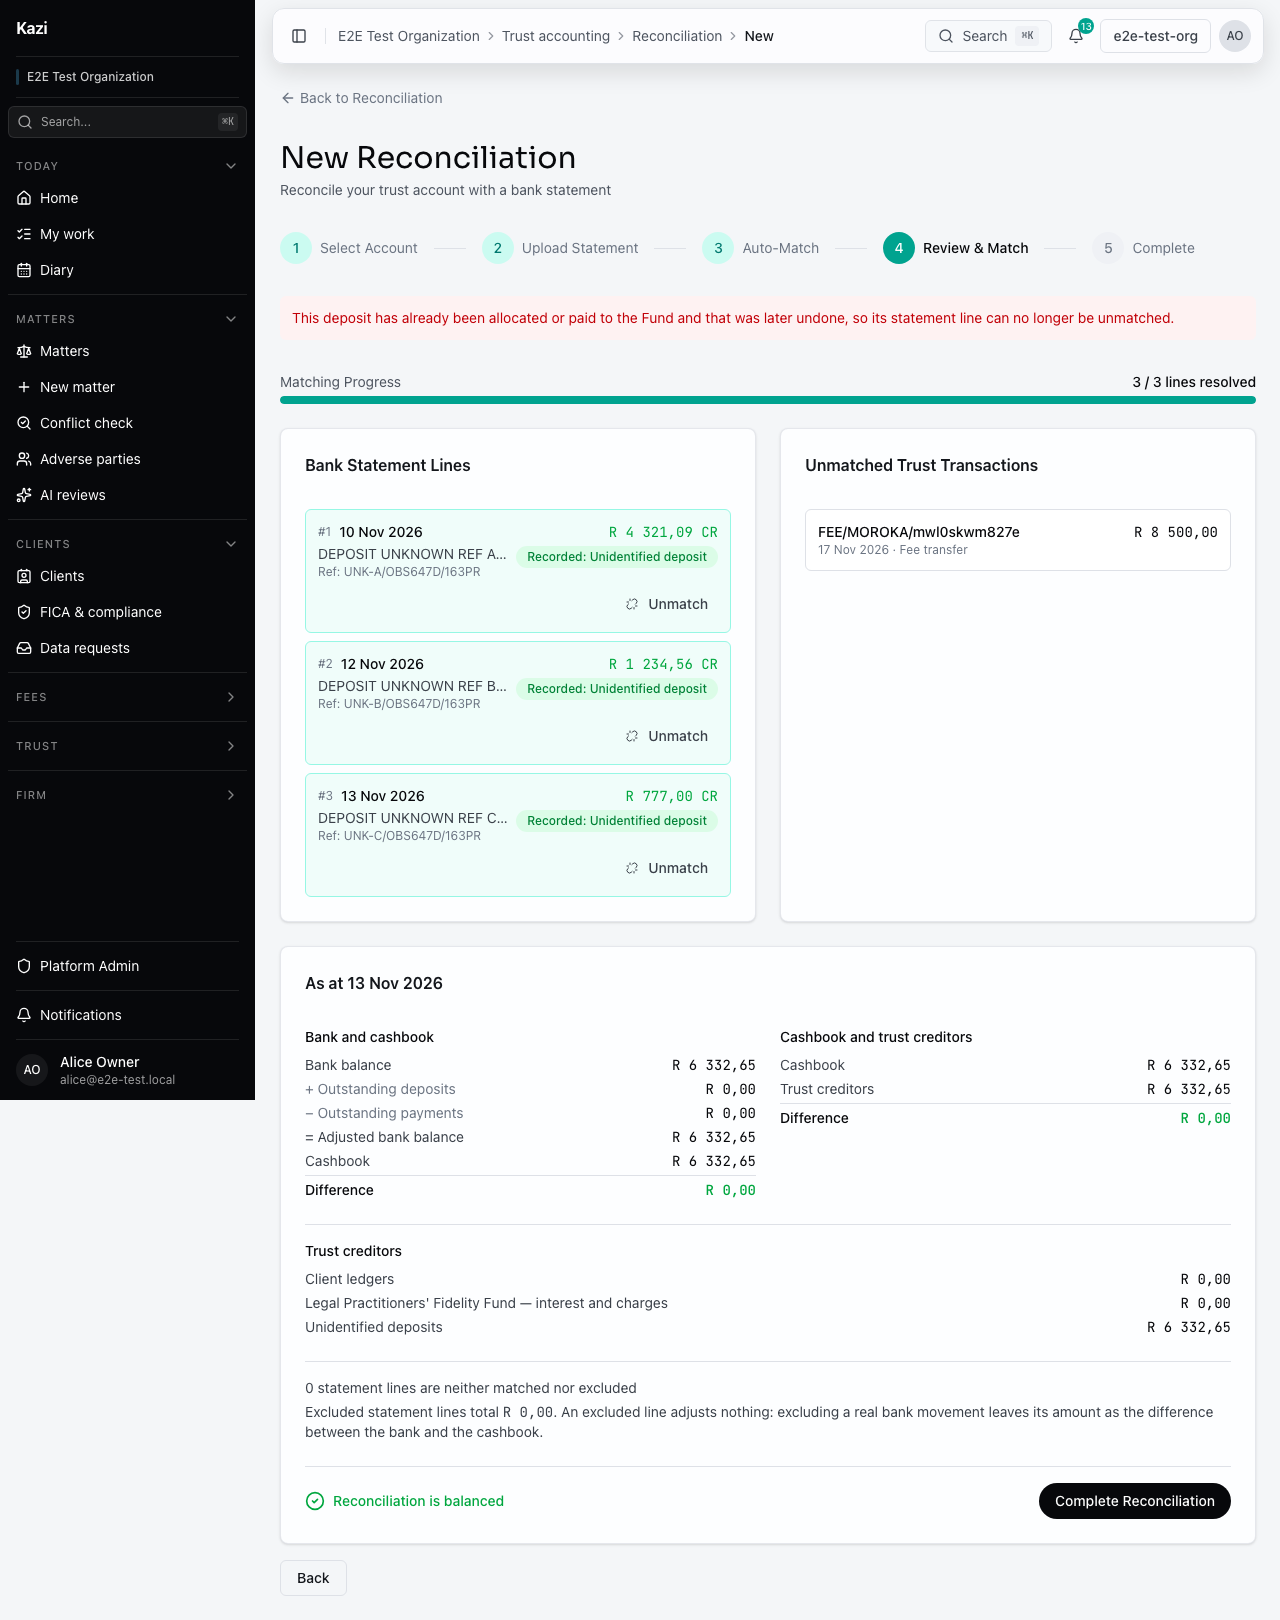 Kazi
E2E Test Organization
Search... ⌘K
TODAY
Home
My work
Diary
MATTERS
Matters
New matter
Conflict check
Adverse parties
AI reviews
CLIENTS
Clients
FICA & compliance
Data requests
FEES
TRUST
FIRM
Platform Admin
Notifications
AO
Alice Owner
alice@e2e-test.local
E2E Test Organization > Trust accounting > Reconciliation > New
Search ⌘K
13
e2e-test-org
AO
← Back to Reconciliation
New Reconciliation
Reconcile your trust account with a bank statement
1 Select Account
2 Upload Statement
3 Auto-Match
4 Review & Match
5 Complete
This deposit has already been allocated or paid to the Fund and that was later undone, so its statement line can no longer be unmatched.
Matching Progress 3 / 3 lines resolved
Bank Statement Lines
#1 10 Nov 2026 R 4 321,09 CR
DEPOSIT UNKNOWN REF A... Recorded: Unidentified deposit
Ref: UNK-A/OBS647D/163PR
Unmatch
#2 12 Nov 2026 R 1 234,56 CR
DEPOSIT UNKNOWN REF B... Recorded: Unidentified deposit
Ref: UNK-B/OBS647D/163PR
Unmatch
#3 13 Nov 2026 R 777,00 CR
DEPOSIT UNKNOWN REF C... Recorded: Unidentified deposit
Ref: UNK-C/OBS647D/163PR
Unmatch
Unmatched Trust Transactions
FEE/MOROKA/mwl0skwm827e R 8 500,00
17 Nov 2026 · Fee transfer
As at 13 Nov 2026
Bank and cashbook
Bank balance R 6 332,65
+ Outstanding deposits R 0,00
− Outstanding payments R 0,00
= Adjusted bank balance R 6 332,65
Cashbook R 6 332,65
Difference R 0,00
Cashbook and trust creditors
Cashbook R 6 332,65
Trust creditors R 6 332,65
Difference R 0,00
Trust creditors
Client ledgers R 0,00
Legal Practitioners' Fidelity Fund — interest and charges R 0,00
Unidentified deposits R 6 332,65
0 statement lines are neither matched nor excluded
Excluded statement lines total R 0,00. An excluded line adjusts nothing: excluding a real bank movement leaves its amount as the difference
between the bank and the cashbook.
Reconciliation is balanced
Complete Reconciliation
Back